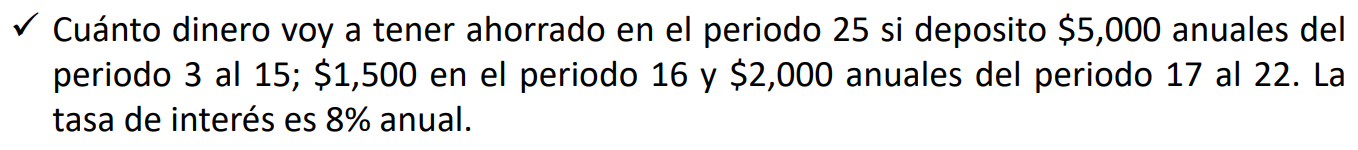 ✓ Cuánto dinero voy a tener ahorrado en el periodo 25 si deposito $5,000 anuales del
periodo 3 al 15; $1,500 en el periodo 16 y $2,000 anuales del periodo 17 al 22. La
tasa de interés es 8% anual.